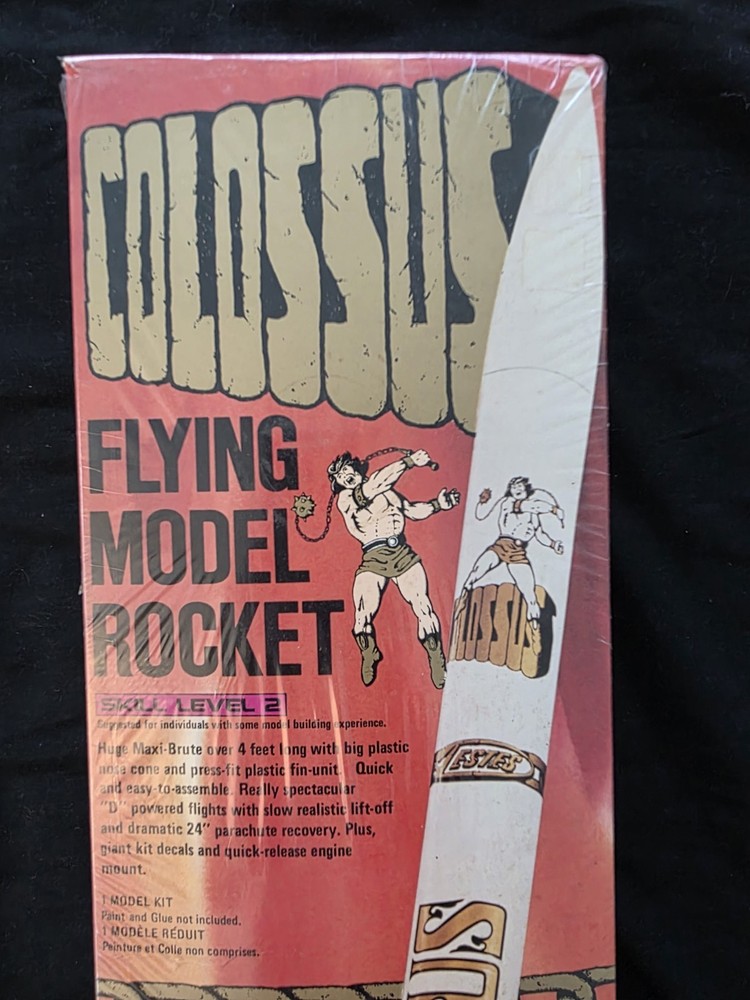 COLOSSUS
FLYING
MODEL
ROCKET
SKILL LEVEL 2
Suggested for individuals with some model building experience.
Huge Maxi-Brute over 4 feet long with big plastic
nose cone and press-fit plastic fin-unit. Quick
and easy-to-assemble. Really spectacular
"D" powered flights with slow realistic lift-off
and dramatic 24" parachute recovery. Plus,
giant kit decals and quick-release engine
mount.
1 MODEL KIT
Paint and Glue not included.
1 MODÈLE RÉDUIT
Peinture et Colle non comprises.
COLOSSUS
ESTES
US